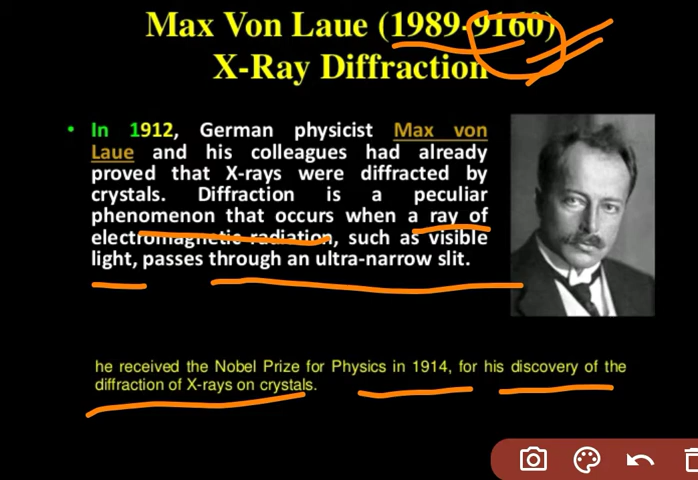 Max Von Laue (1989-9160)
X-Ray Diffraction
• In 1912, German physicist Max von
Laue and his colleagues had already
proved that X-rays were diffracted by
crystals. Diffraction is a peculiar
phenomenon that occurs when a ray of
electromagnetic radiation, such as visible
light, passes through an ultra-narrow slit.
he received the Nobel Prize for Physics in 1914, for his discovery of the
diffraction of X-rays on crystals.